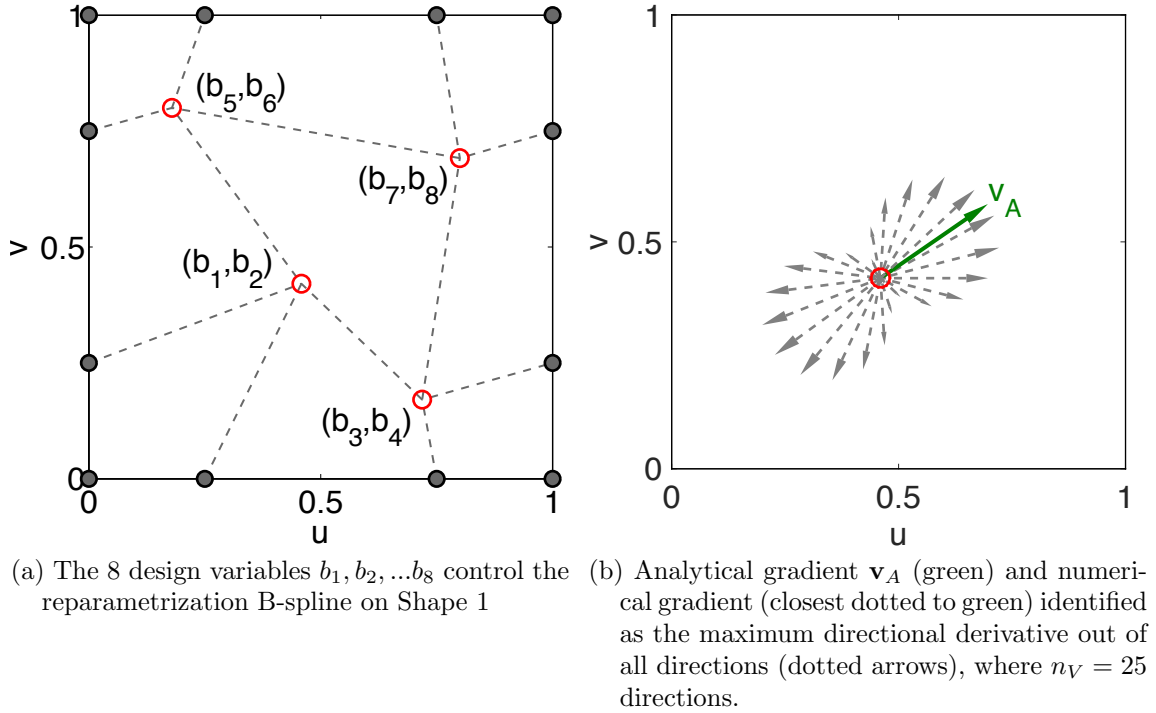 1
(b5,b6)
(b7,b8)
v 0.5
(b1,b2)
(b3,b4)
0
0 0.5 1
u
1
vA
v 0.5
0
0 0.5 1
u
(a) The 8 design variables b1, b2, ...b8 control the
reparametrization B-spline on Shape 1
(b) Analytical gradient vA (green) and numeri-
cal gradient (closest dotted to green) identified
as the maximum directional derivative out of
all directions (dotted arrows), where nV = 25
directions.